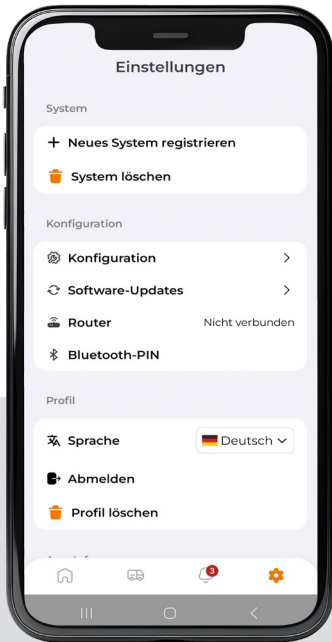 Einstellungen
System
+ Neues System registrieren
System löschen
Konfiguration
Konfiguration
Software-Updates
Router Nicht verbunden
Bluetooth-PIN
Profil
Sprache Deutsch
Abmelden
Profil löschen
3